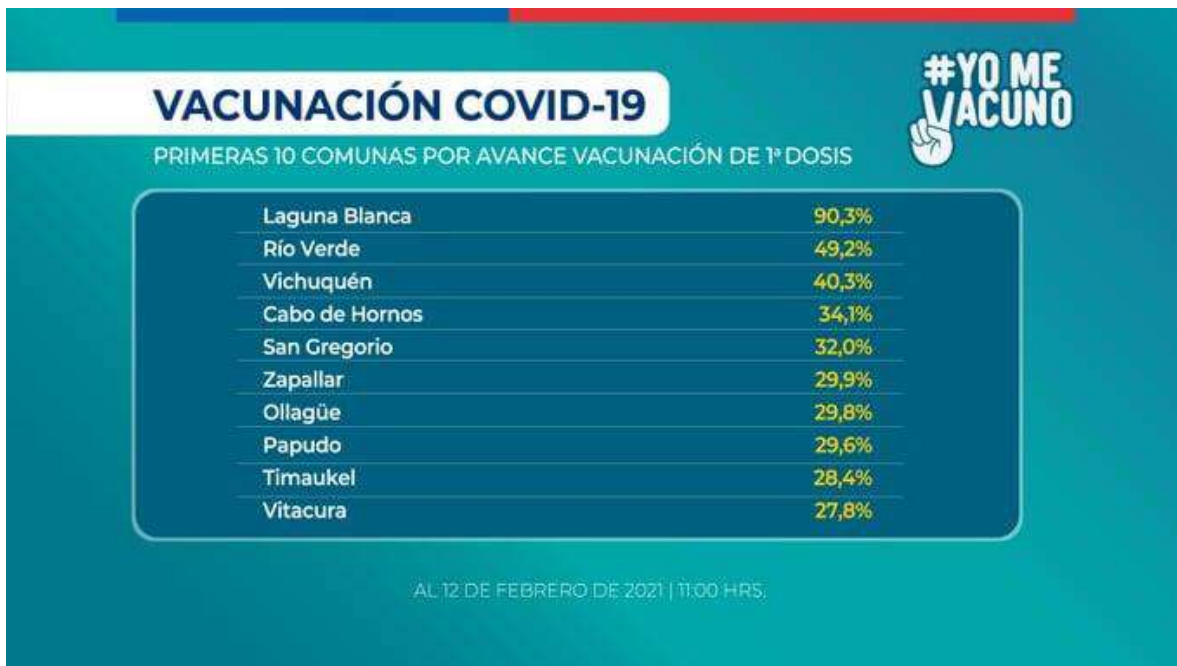 #YO ME
VACUNO
VACUNACIÓN COVID-19
PRIMERAS 10 COMUNAS POR AVANCE VACUNACIÓN DE 1ª DOSIS
Laguna Blanca 90,3%
Río Verde 49,2%
Vichuquén 40,3%
Cabo de Hornos 34,1%
San Gregorio 32,0%
Zapallar 29,9%
Ollagüe 29,8%
Papudo 29,6%
Timaukel 28,4%
Vitacura 27,8%
AL 12 DE FEBRERO DE 2021 | 11:00 HRS.